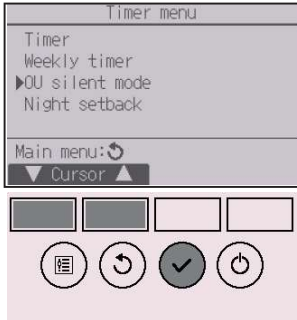 Timer menu
Timer
Weekly timer
▶OU silent mode
Night setback
Main menu:↺
▼ Cursor ▲